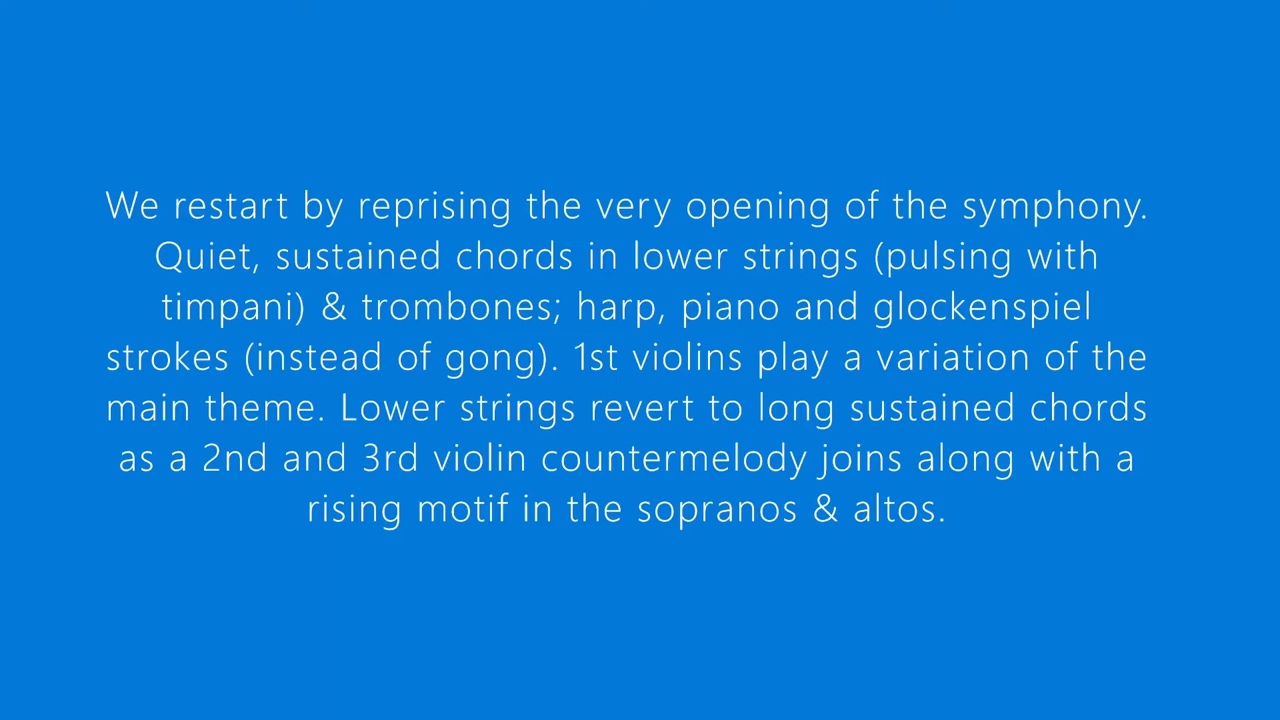 We restart by reprising the very opening of the symphony.
Quiet, sustained chords in lower strings (pulsing with
timpani) & trombones; harp, piano and glockenspiel
strokes (instead of gong). 1st violins play a variation of the
main theme. Lower strings revert to long sustained chords
as a 2nd and 3rd violin countermelody joins along with a
rising motif in the sopranos & altos.